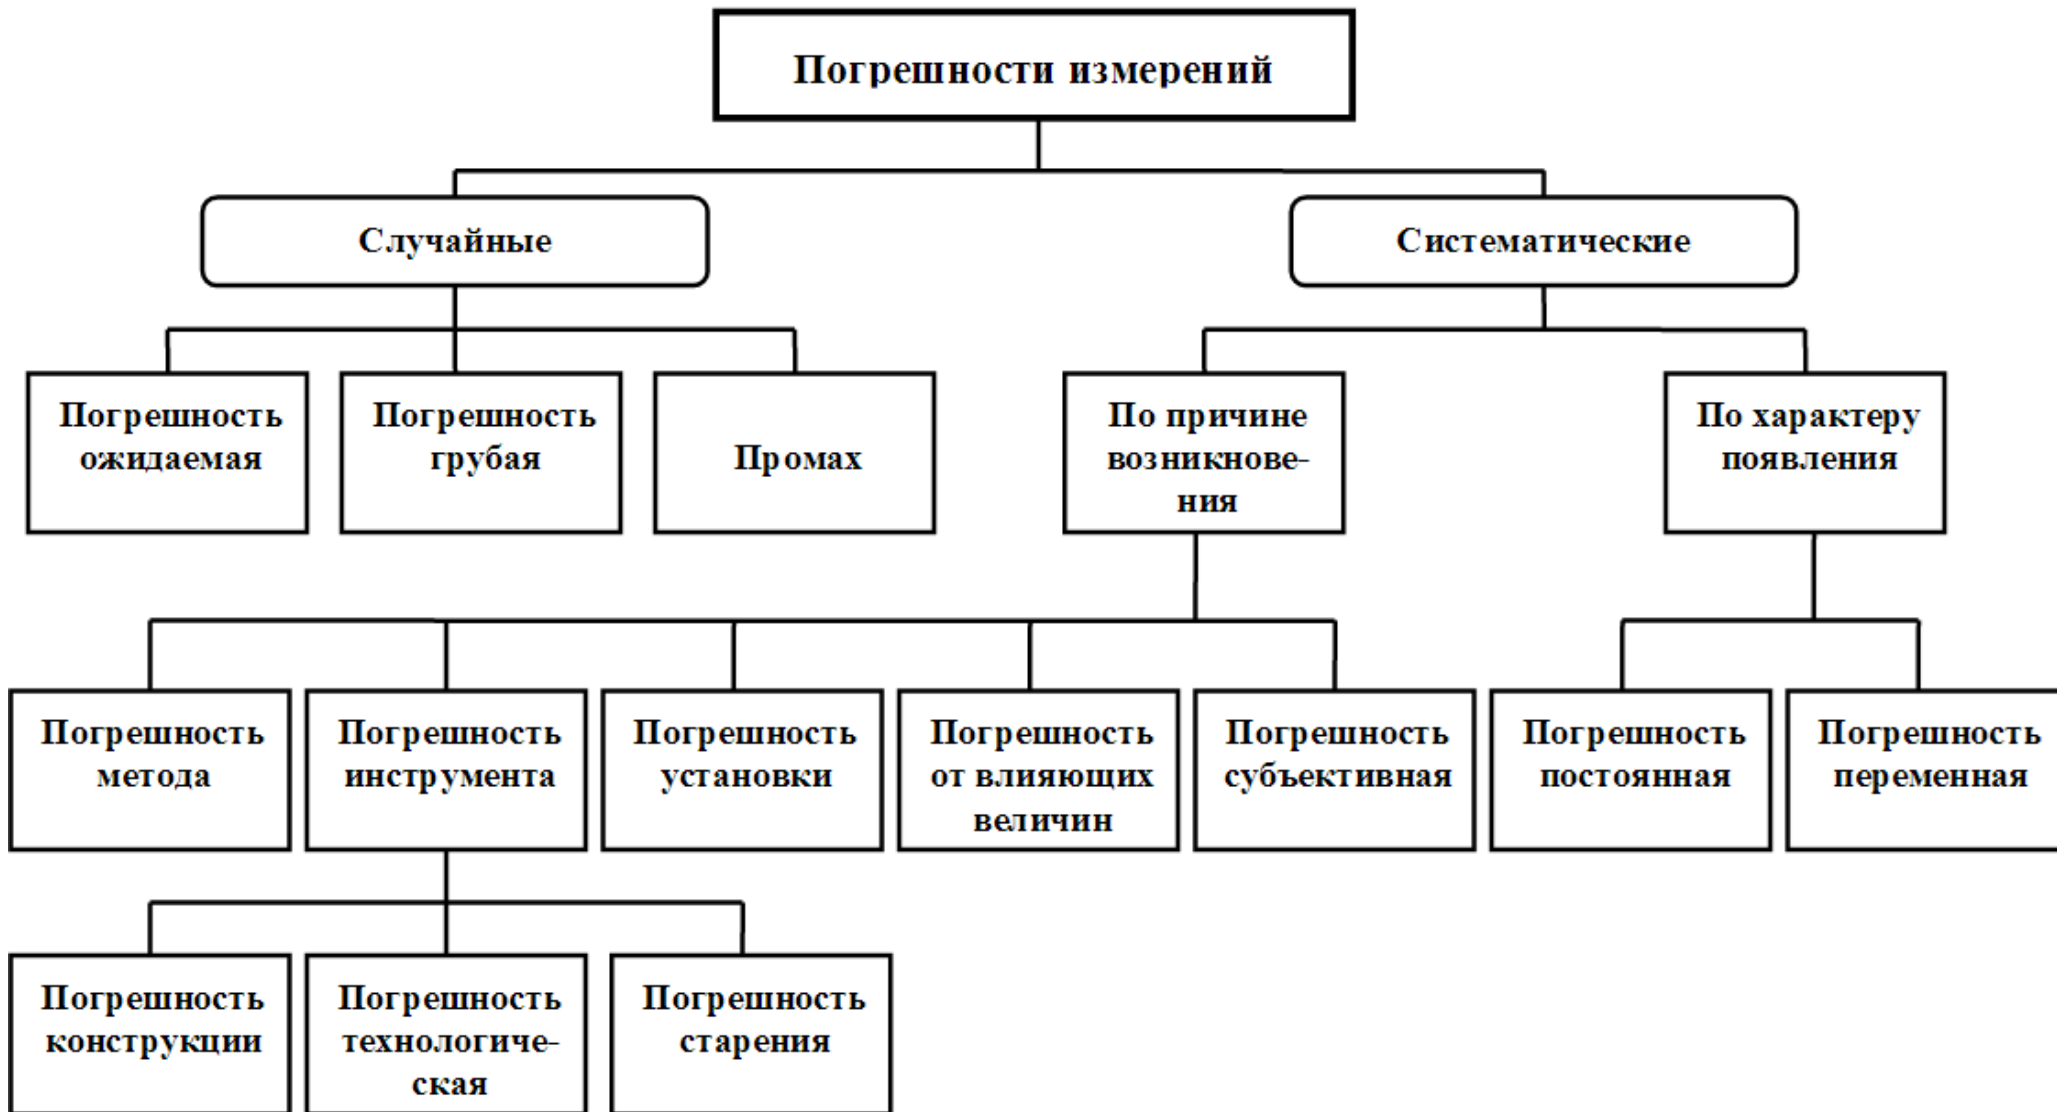 Погрешности измерений
Случайные
Систематические
Погрешность
ожидаемая
Погрешность
грубая
Промах
По причине
возникнове-
ния
По характеру
появления
Погрешность
метода
Погрешность
инструмента
Погрешность
установки
Погрешность
от влияющих
величин
Погрешность
субъективная
Погрешность
постоянная
Погрешность
переменная
Погрешность
конструкции
Погрешность
технологиче-
ская
Погрешность
старения